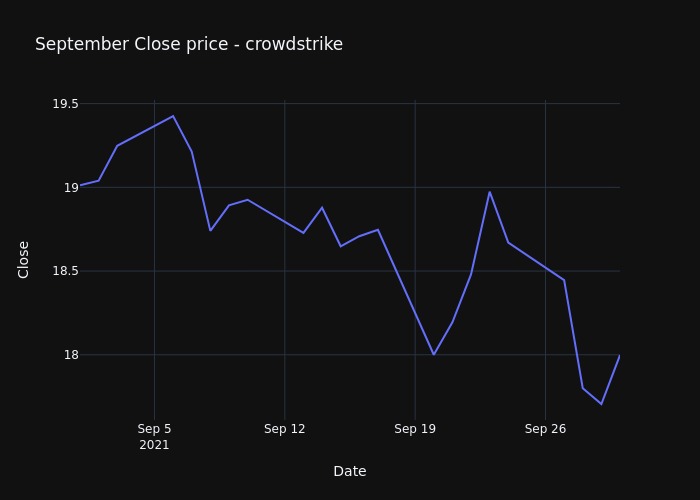 September Close price - crowdstrike
19.5
19
18.5
18
Close
Sep 5
2021
Sep 12
Sep 19
Sep 26
Date